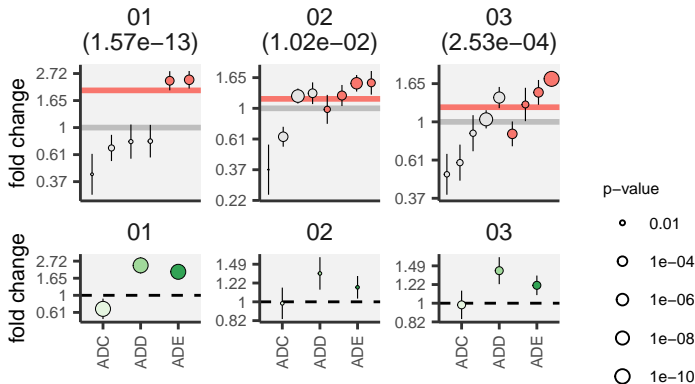 01 02 03
(1.57e−13) (1.02e−02) (2.53e−04)
fold change
2.72
1.65
1
0.61
0.37
1.65
1
0.61
0.37
0.22
1.65
1
0.61
0.37
01 02 03
fold change
2.72
1.65
1
0.61
1.49
1.22
1
0.82
1.49
1.22
1
0.82
ADC ADD ADE ADC ADD ADE ADC ADD ADE
p−value
0.01
1e−04
1e−06
1e−08
1e−10